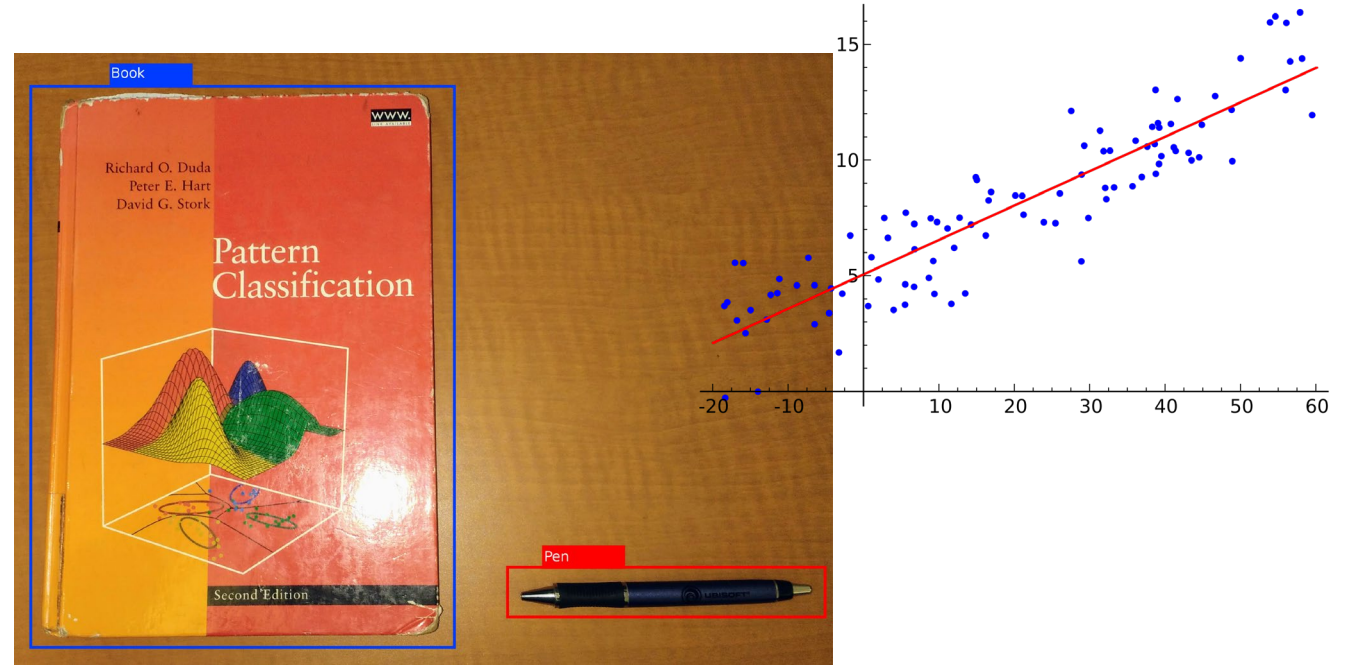 Book
www.
Richard O. Duda
Peter E. Hart
David G. Stork
Pattern
Classification
Second Edition
Pen
UBISOFT
15
10
5
-20 -10 10 20 30 40 50 60